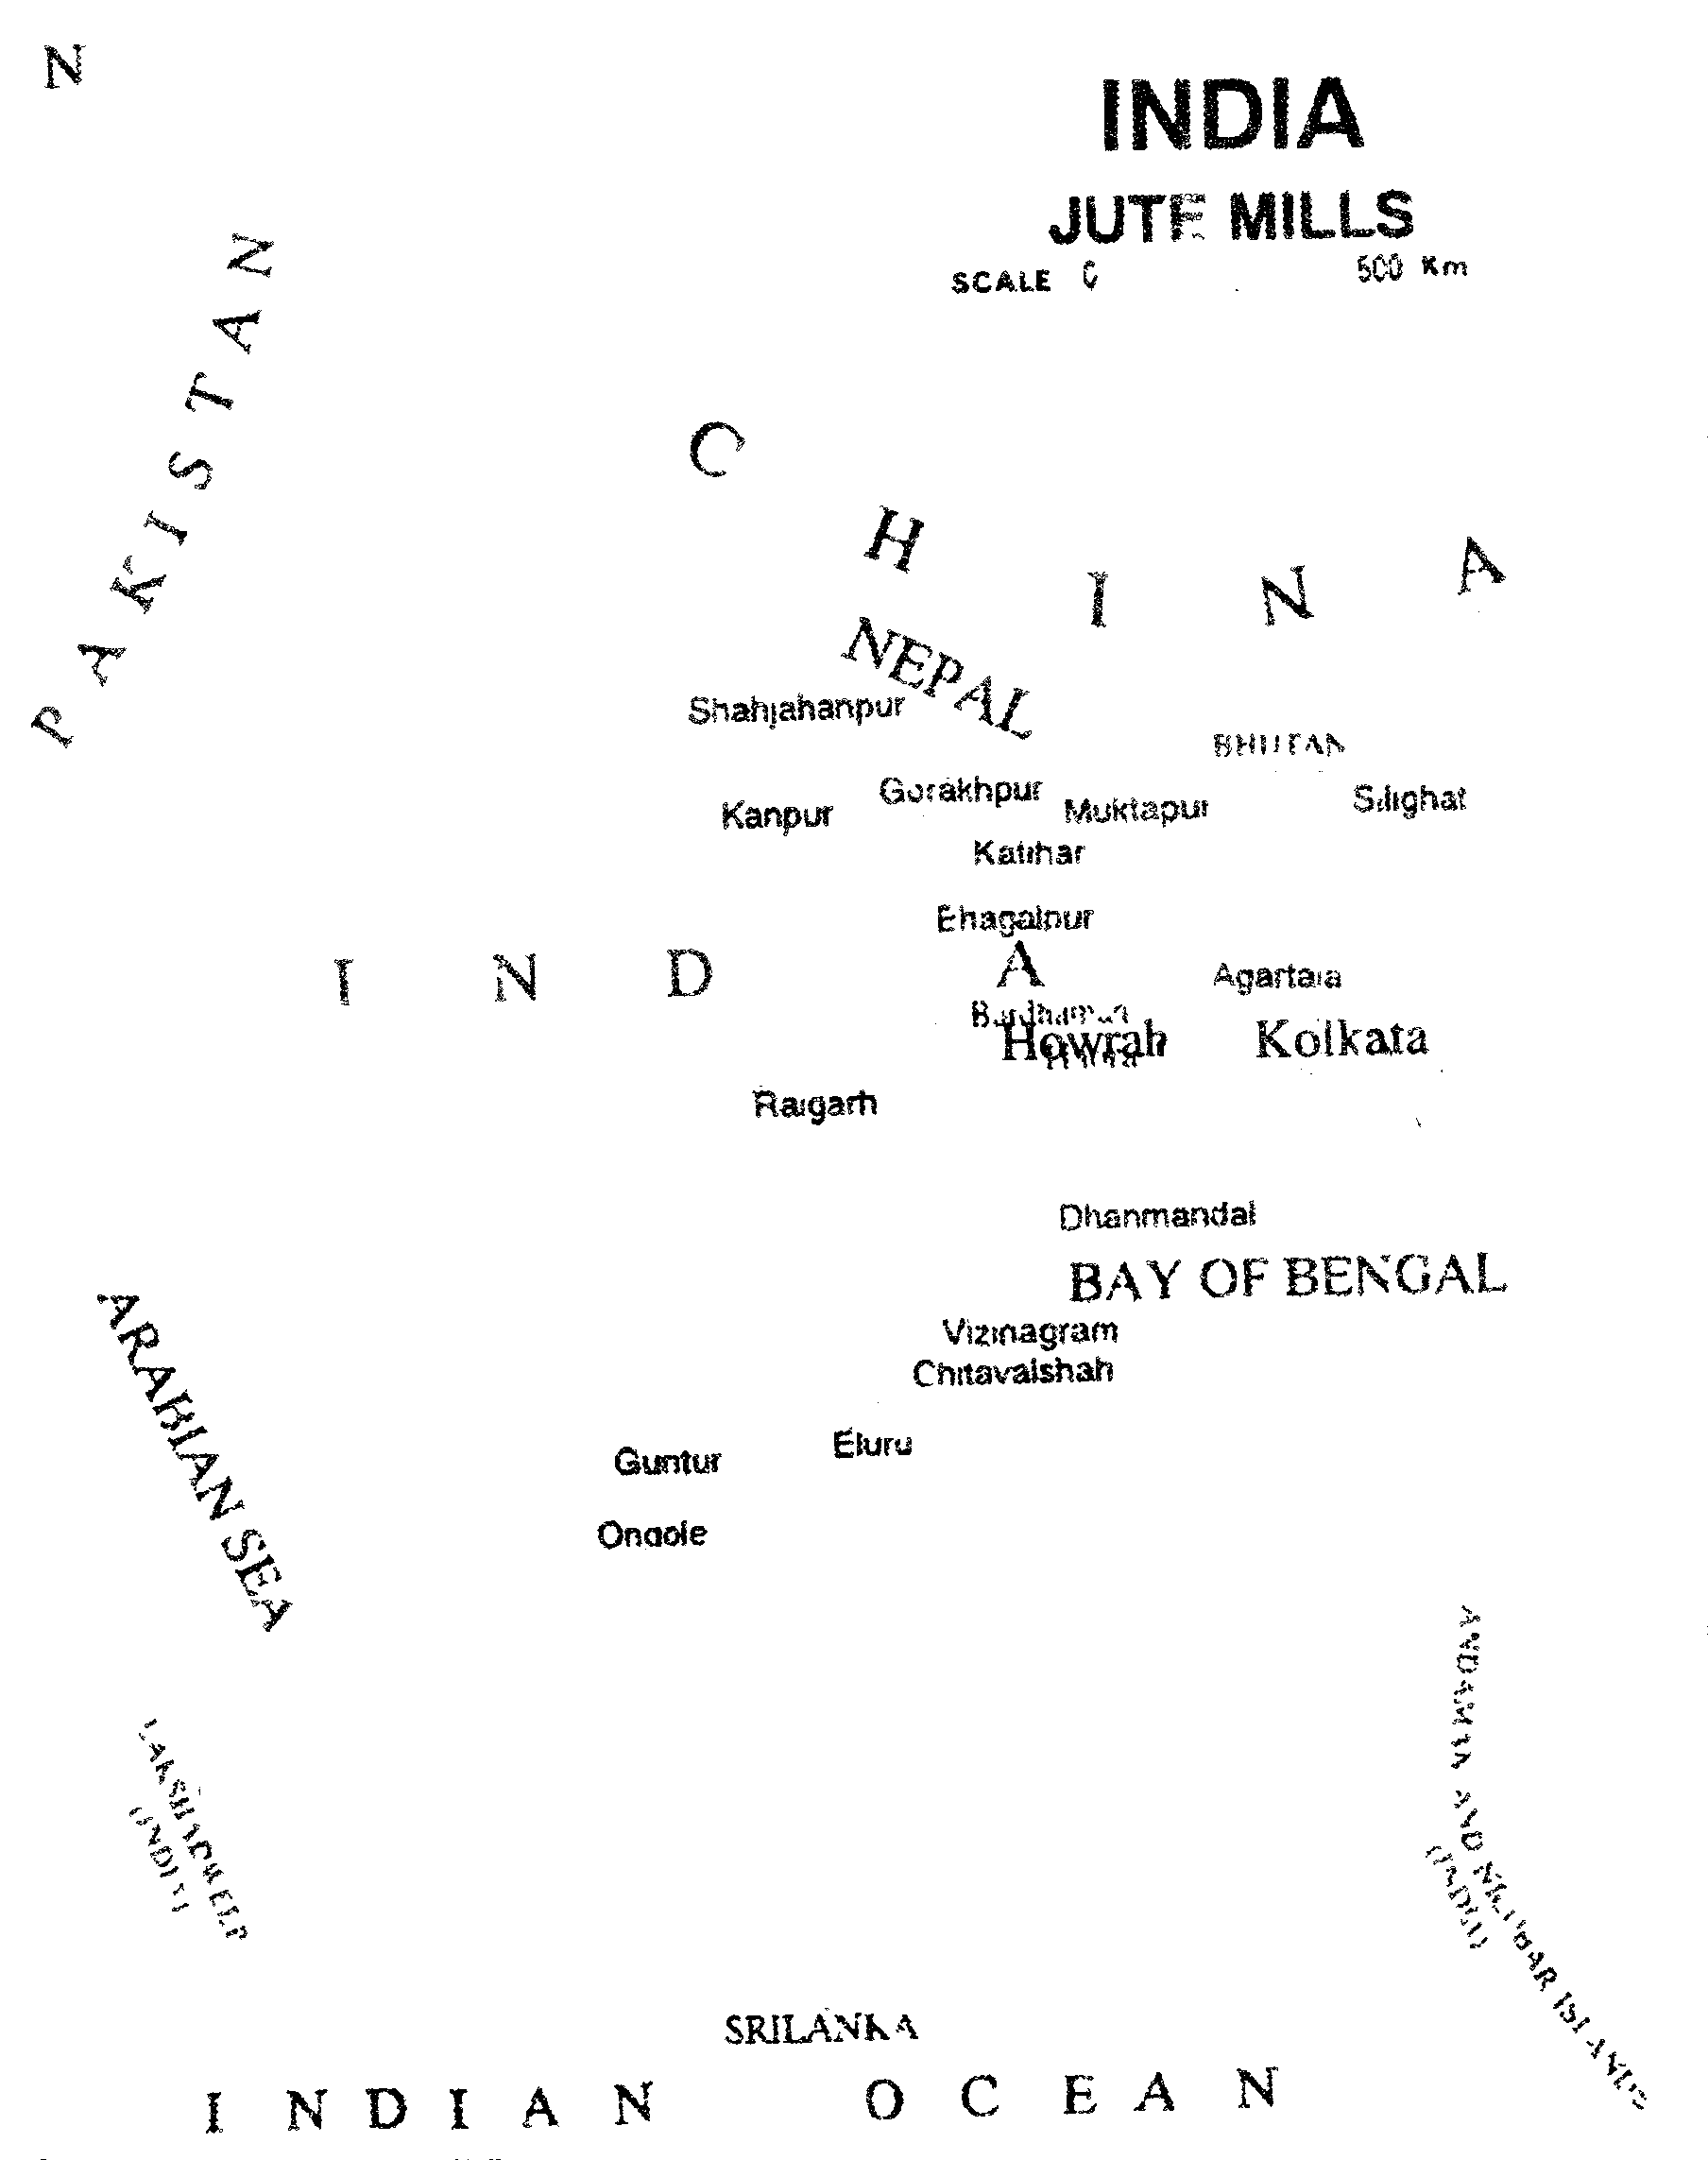 N
INDIA
JUTE MILLS
SCALE 0 500 Km
PAKISTAN
CHINA
NEPAL
Shahjahanpur
BHUTAN
Gorakhpur
Kanpur
Muktapur
Silighat
Katihar
Bhagalpur
I N D A
Agartala
Bardhaman
Howrah
Kolkata
Raigarh
Dhanmandal
BAY OF BENGAL
Vizinagram
Chitavalshah
ARABIAN SEA
Eluru
Guntur
Ongole
ANDAMAN AND NICOBAR ISLANDS
(INDIA)
LAKSHADWEEP
(INDIA)
SRILANKA
INDIAN OCEAN